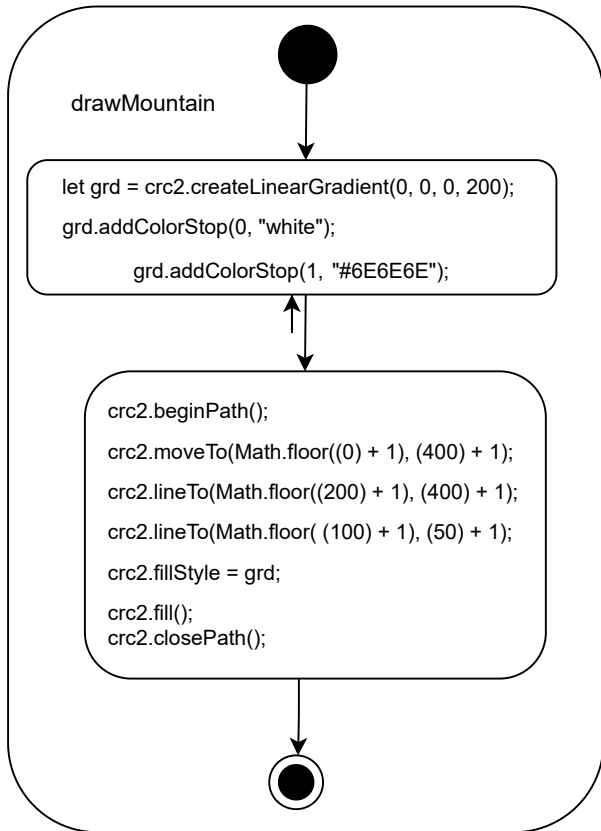 drawMountain
let grd = crc2.createLinearGradient(0, 0, 0, 200);
grd.addColorStop(0, "white");
grd.addColorStop(1, "#6E6E6E");
crc2.beginPath();
crc2.moveTo(Math.floor((0) + 1), (400) + 1);
crc2.lineTo(Math.floor((200) + 1), (400) + 1);
crc2.lineTo(Math.floor( (100) + 1), (50) + 1);
crc2.fillStyle = grd;
crc2.fill();
crc2.closePath();